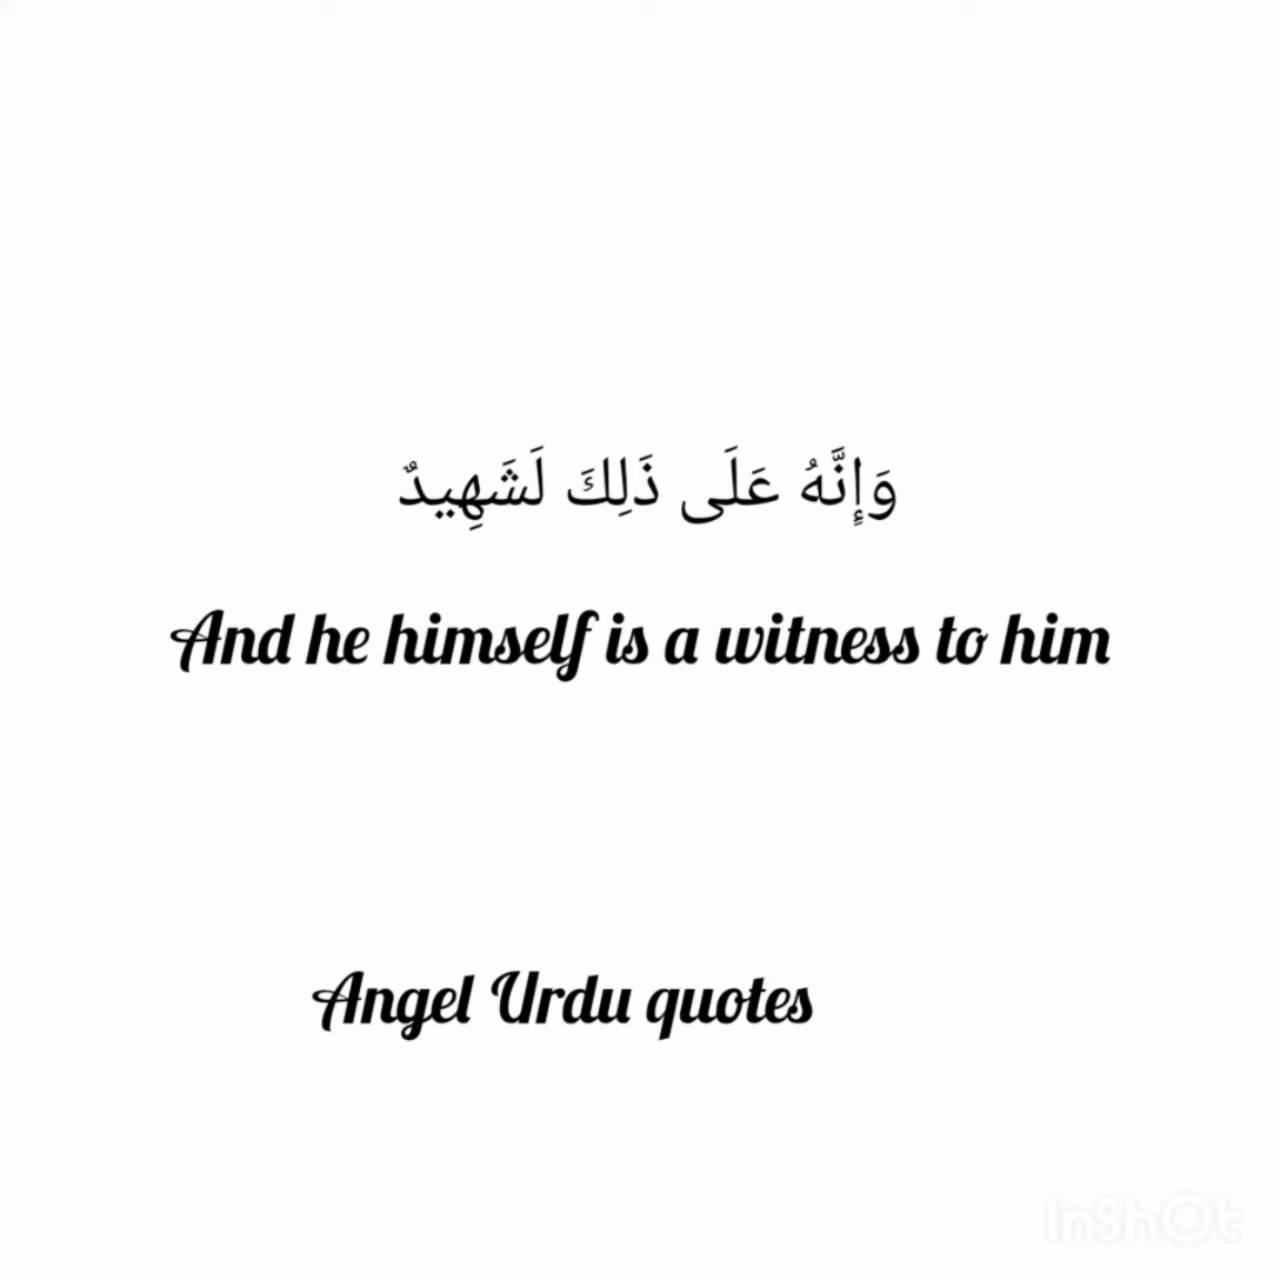 وَإِنَّهُ عَلَى ذَلِكَ لَشَهِيدٌ
And he himself is a witness to him
Angel Urdu quotes
InShOt